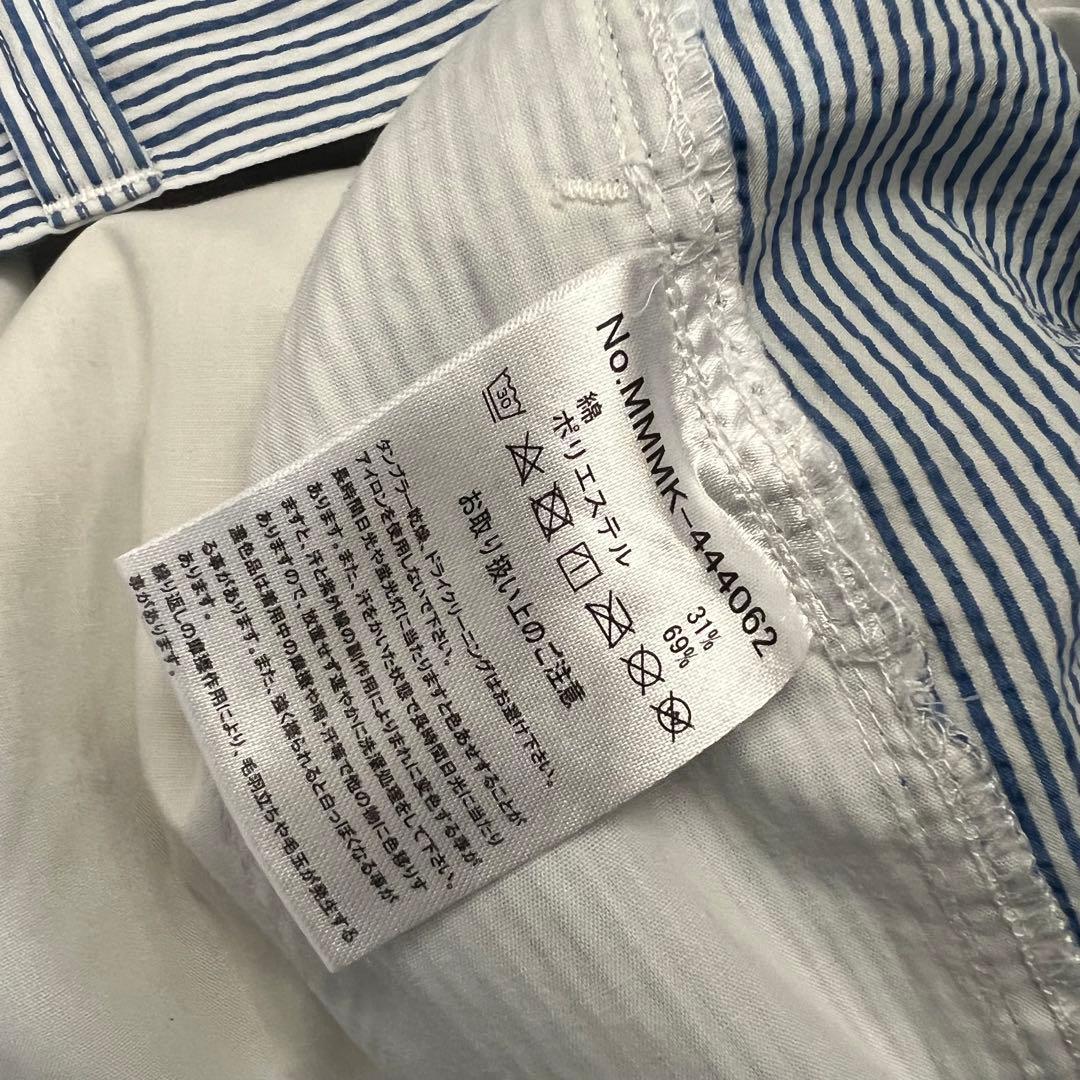 No.MMMK-444062
綿 31%
ポリエステル 69%
30
お取り扱い上のご注意
タンブラー乾燥、ドライクリーニングはお避け下さい。
アイロンを使用しないで下さい。
長時間日光や蛍光灯に当たりますと色あせすることが
あります。また、汗をかいた状態で長時間日光に当たり
ますと、汗と紫外線の副作用によりまれに変色する事が
ありますので、放置せず速やかに洗濯処理をして下さい。
濃色品は着用中の摩擦や雨、汗等で他の物に色移りす
る事があります。また、強く擦られると白っぽくなる事が
あります。
繰り返しの摩擦作用により、毛羽立ちや毛玉が発生する
事があります。